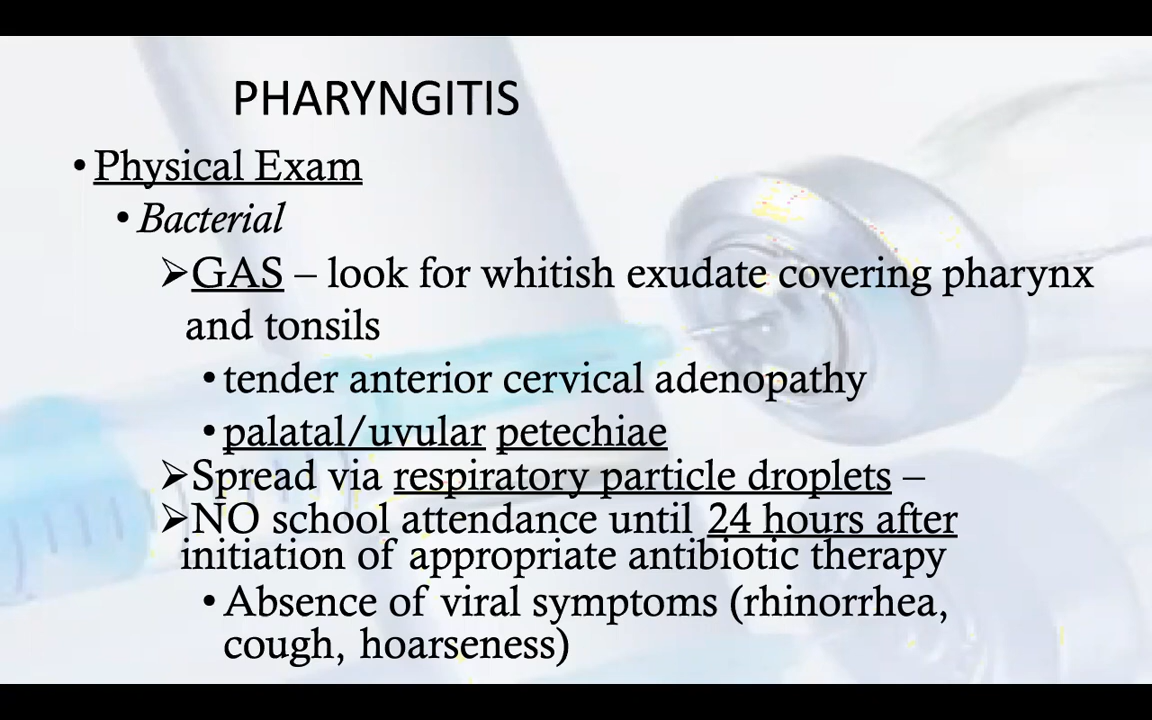 PHARYNGITIS
•Physical Exam
•Bacterial
➢GAS – look for whitish exudate covering pharynx
and tonsils
•tender anterior cervical adenopathy
•palatal/uvular petechiae
➢Spread via respiratory particle droplets –
➢NO school attendance until 24 hours after
initiation of appropriate antibiotic therapy
•Absence of viral symptoms (rhinorrhea,
cough, hoarseness)